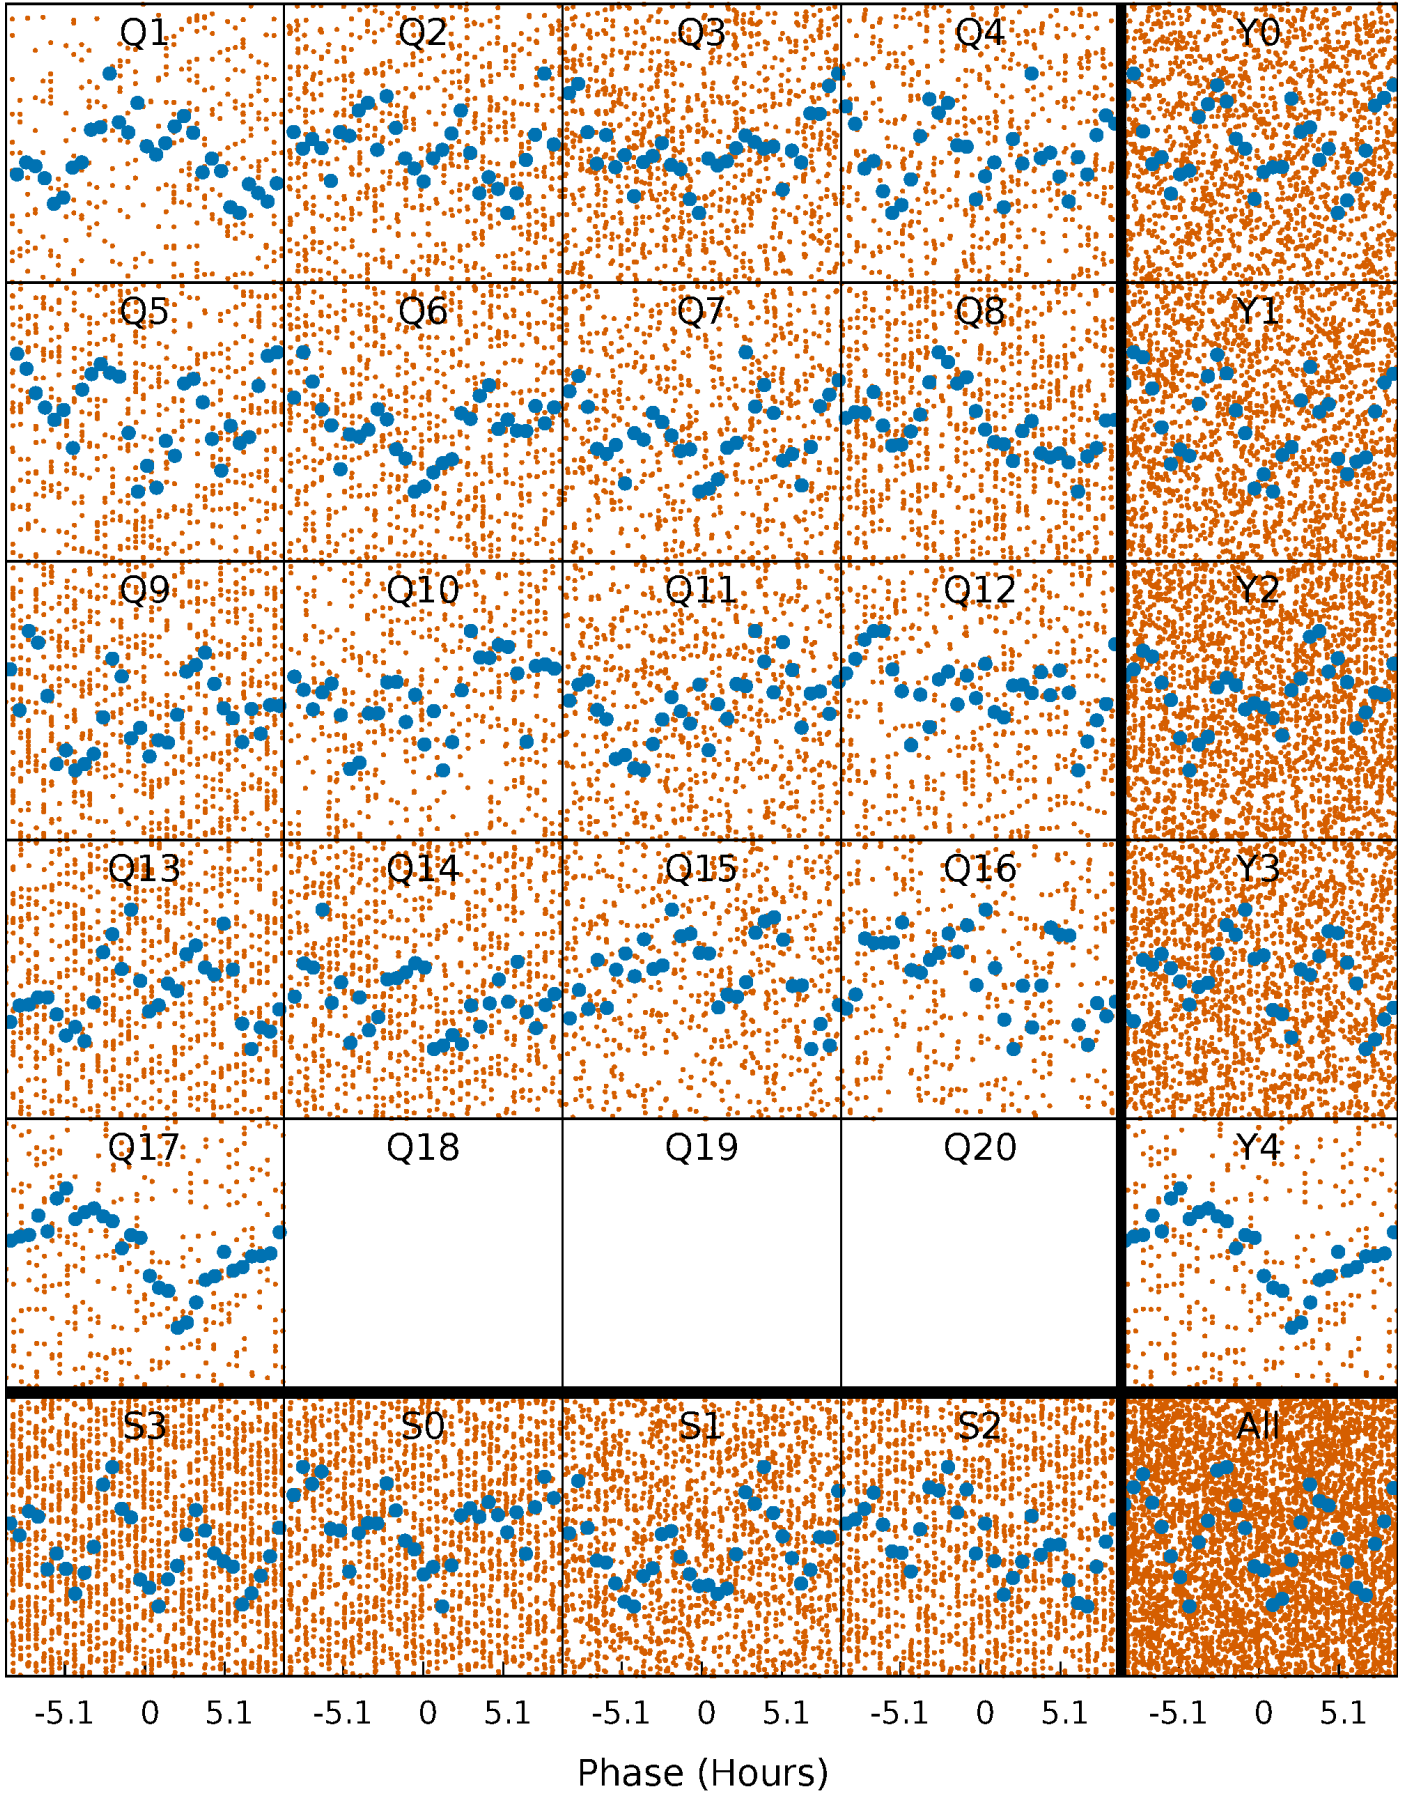 Q1 Q2 Q3 Q4 Y0
Q5 Q6 Q7 Q8 Y1
Q9 Q10 Q11 Q12 Y2
Q13 Q14 Q15 Q16 Y3
Q17 Q18 Q19 Q20 Y4
S3 S0 S1 S2 All
-5.1 0 5.1 -5.1 0 5.1 -5.1 0 5.1 -5.1 0 5.1 -5.1 0 5.1
Phase (Hours)